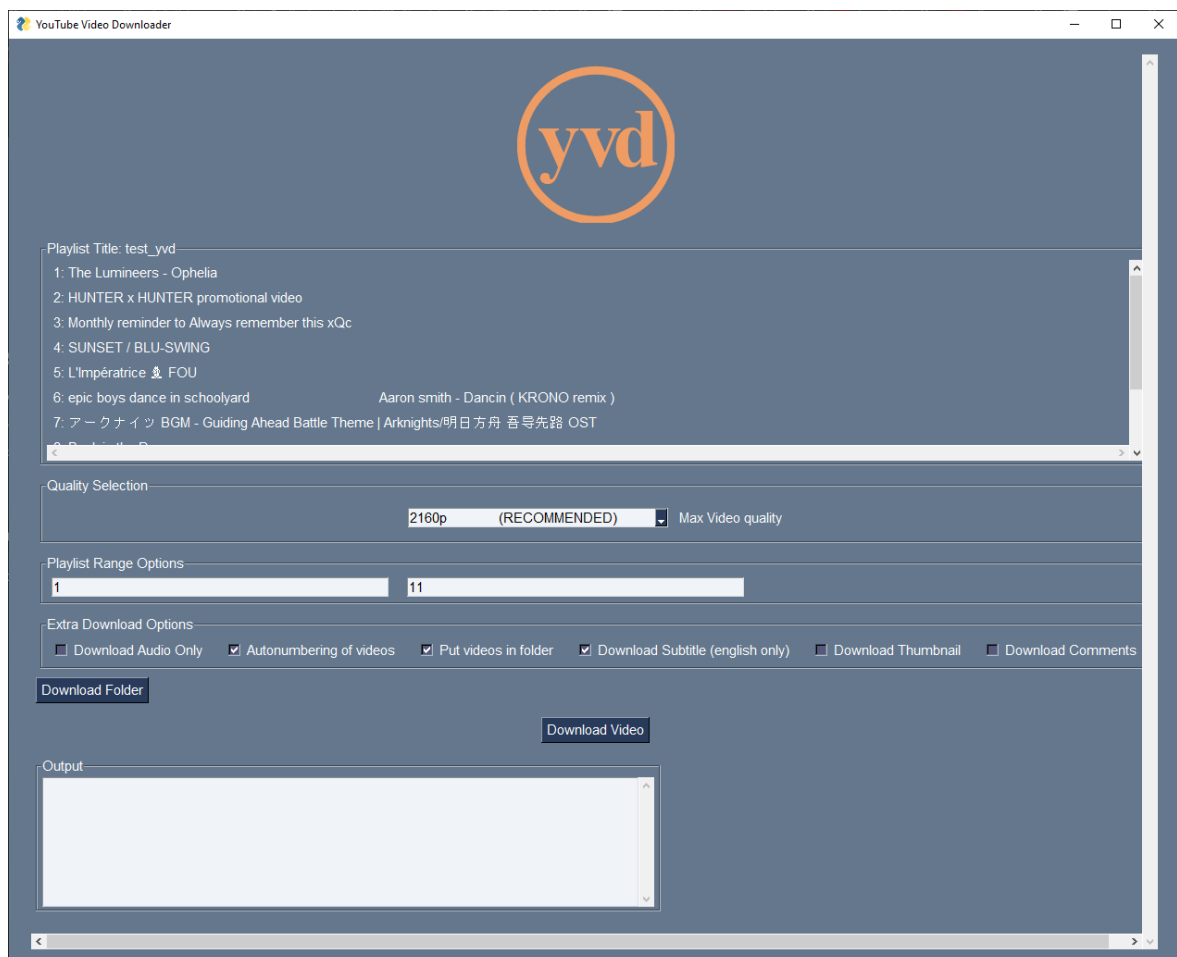 YouTube Video Downloader
yvd
Playlist Title: test_yvd
1: The Lumineers - Ophelia
2: HUNTER x HUNTER promotional video
3: Monthly reminder to Always remember this xQc
4: SUNSET / BLU-SWING
5: L'Impératrice FOU
6: epic boys dance in schoolyard Aaron smith - Dancin ( KRONO remix )
7: アークナイツ BGM - Guiding Ahead Battle Theme | Arknights/明日方舟 吾导先路 OST
Quality Selection
2160p (RECOMMENDED) Max Video quality
Playlist Range Options
1 11
Extra Download Options
Download Audio Only Autonumbering of videos Put videos in folder Download Subtitle (english only) Download Thumbnail Download Comments
Download Folder
Download Video
Output